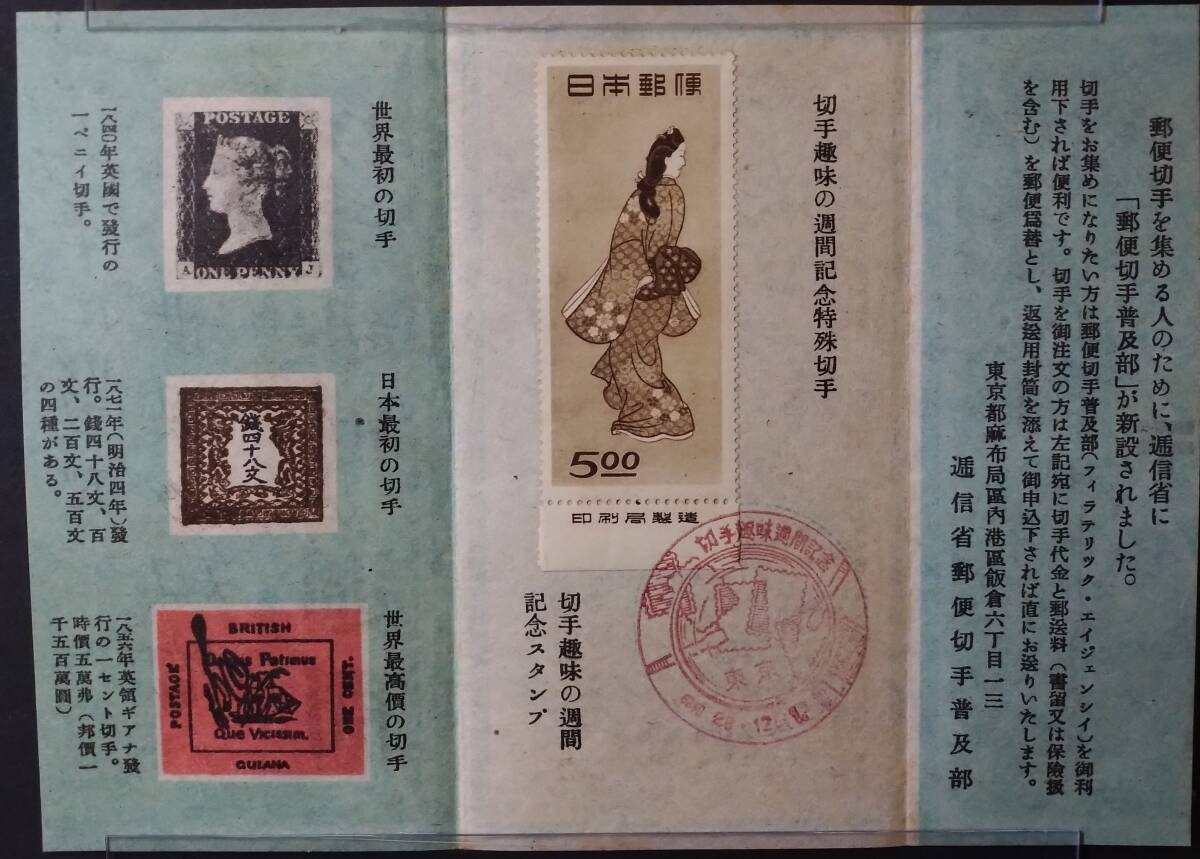 郵便切手を集める人のために、逓信省に
「郵便切手普及部」が新設されました。
切手をお集めになりたい方は郵便切手普及部(フィラテリック・エイジェンシイ)を御利
用下されば便利です。切手を御注文の方は左記宛に切手代金と郵送料(書留又は保險扱
を含む)を郵便爲替とし、返送用封筒を添えて御申込下されば直にお送りいたします。
東京都麻布局區內港區飯倉六丁目一三
逓信省郵便切手普及部
切手趣味の週間記念特殊切手
日本郵便
5.00
印刷局製造
切手趣味の週間
記念スタンプ
切手趣味週間記念
東京
世界最初の切手
POSTAGE
A ONE PENNY J
一八四〇年英國で發行の
一ペニイ切手。
日本最初の切手
錢四十八文
一八七一年(明治四年)發
行。錢四十八文、百
文、二百文、五百文
の四種がある。
世界最高價の切手
BRITISH
POSTAGE
Patimus
Que Vicissim.
ONE CENT.
GUIANA
一八五六年英領ギアナ發
行の一セント切手。
時價五萬弗(邦價一
千五百萬圓)